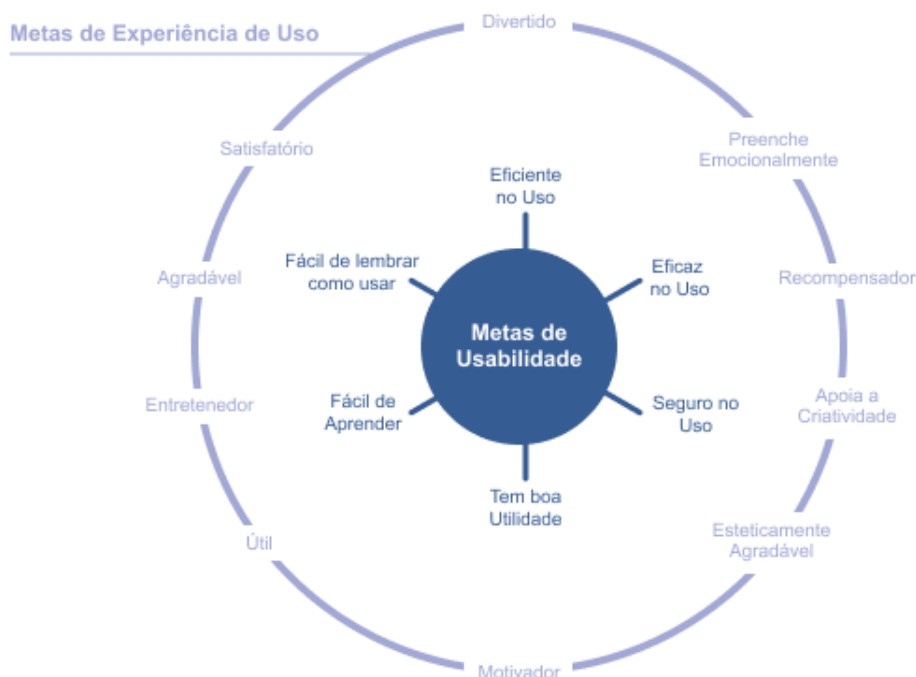 Metas de Experiência de Uso
Divertido
Preenche
Emocionalmente
Recompensador
Apoia a
Criatividade
Esteticamente
Agradável
Motivador
Útil
Entretenedor
Agradável
Satisfatório
Eficiente
no Uso
Eficaz
no Uso
Seguro no
Uso
Tem boa
Utilidade
Fácil de
Aprender
Fácil de lembrar
como usar
Metas de
Usabilidade